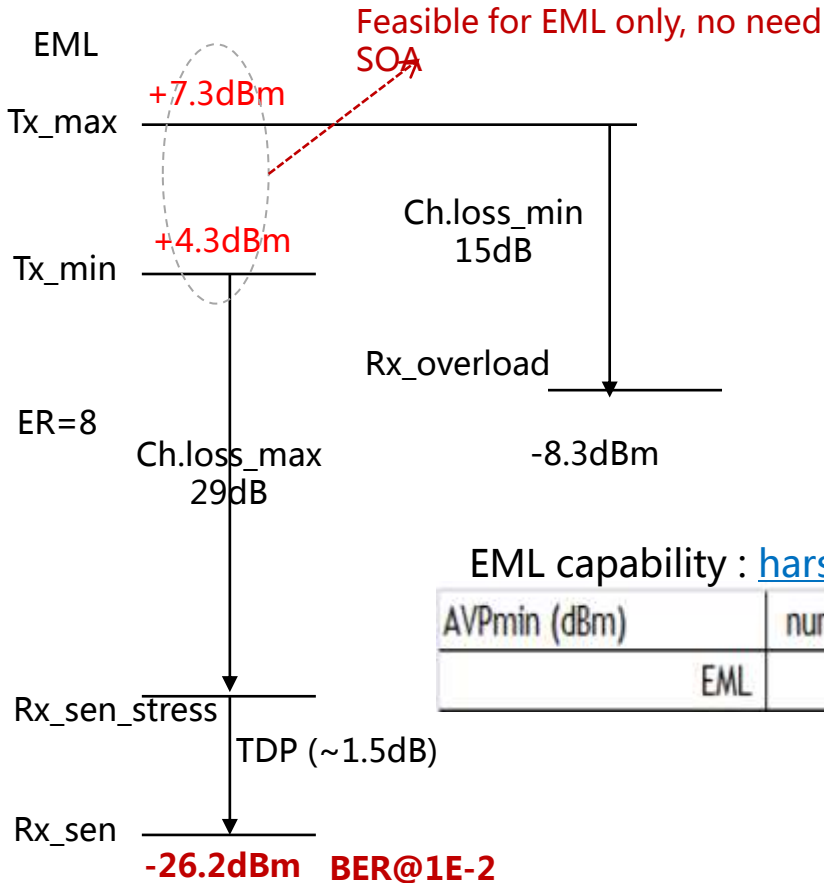 EML
Feasible for EML only, no need
SOA
+7.3dBm
Tx_max
Ch.loss_min
15dB
+4.3dBm
Tx_min
Rx_overload
ER=8
Ch.loss_max
29dB
-8.3dBm
EML capability :
AVPmin (dBm)
EML
Rx_sen_stress
TDP (~1.5dB)
Rx_sen
-26.2dBm BER@1E-2